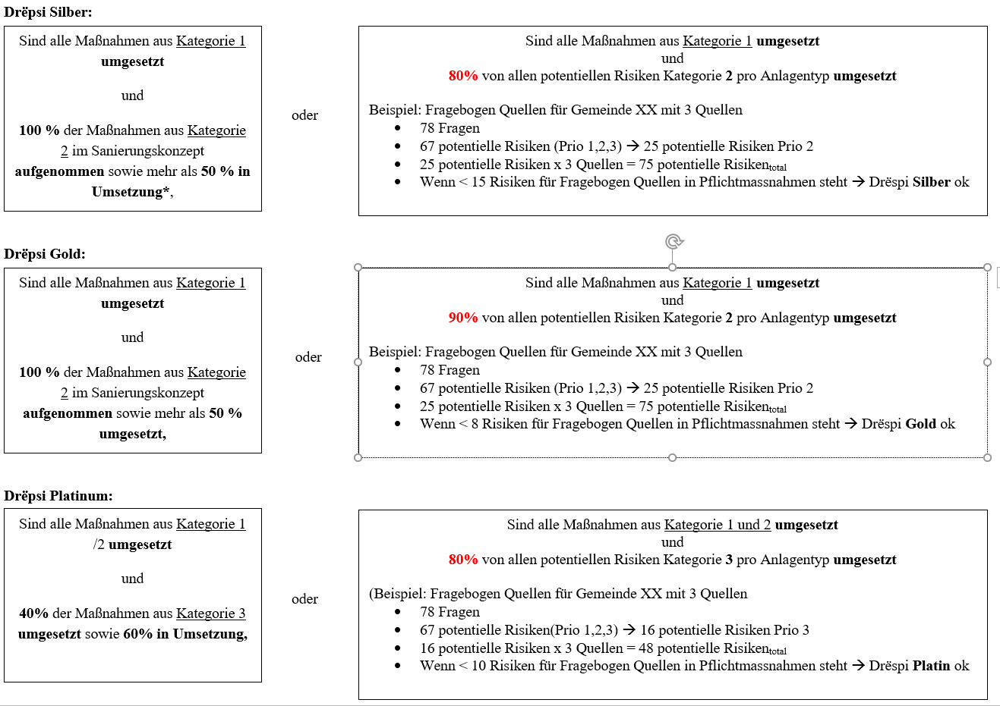 Drëpsi Silber:
Sind alle Maßnahmen aus Kategorie 1
umgesetzt
und
100 % der Maßnahmen aus Kategorie
2 im Sanierungskonzept
aufgenommen sowie mehr als 50 % in
Umsetzung*,
oder
Sind alle Maßnahmen aus Kategorie 1 umgesetzt
und
80% von allen potentiellen Risiken Kategorie 2 pro Anlagentyp umgesetzt
Beispiel: Fragebogen Quellen für Gemeinde XX mit 3 Quellen
• 78 Fragen
• 67 potentielle Risiken (Prio 1,2,3) → 25 potentielle Risiken Prio 2
• 25 potentielle Risiken x 3 Quellen = 75 potentielle Risikentotal
• Wenn < 15 Risiken für Fragebogen Quellen in Pflichtmassnahmen steht → Drëspi Silber ok
Drëpsi Gold:
Sind alle Maßnahmen aus Kategorie 1
umgesetzt
und
100 % der Maßnahmen aus Kategorie
2 im Sanierungskonzept
aufgenommen sowie mehr als 50 %
umgesetzt,
oder
Sind alle Maßnahmen aus Kategorie 1 umgesetzt
und
90% von allen potentiellen Risiken Kategorie 2 pro Anlagentyp umgesetzt
Beispiel: Fragebogen Quellen für Gemeinde XX mit 3 Quellen
• 78 Fragen
• 67 potentielle Risiken (Prio 1,2,3) → 25 potentielle Risiken Prio 2
• 25 potentielle Risiken x 3 Quellen = 75 potentielle Risikentotal
• Wenn < 8 Risiken für Fragebogen Quellen in Pflichtmassnahmen steht → Drëspi Gold ok
Drëpsi Platinum:
Sind alle Maßnahmen aus Kategorie 1
/2 umgesetzt
und
40% der Maßnahmen aus Kategorie 3
umgesetzt sowie 60% in Umsetzung,
oder
Sind alle Maßnahmen aus Kategorie 1 und 2 umgesetzt
und
80% von allen potentiellen Risiken Kategorie 3 pro Anlagentyp umgesetzt
(Beispiel: Fragebogen Quellen für Gemeinde XX mit 3 Quellen
• 78 Fragen
• 67 potentielle Risiken(Prio 1,2,3) → 16 potentielle Risiken Prio 3
• 16 potentielle Risiken x 3 Quellen = 48 potentielle Risikentotal
• Wenn < 10 Risiken für Fragebogen Quellen in Pflichtmassnahmen steht → Drëspi Platin ok